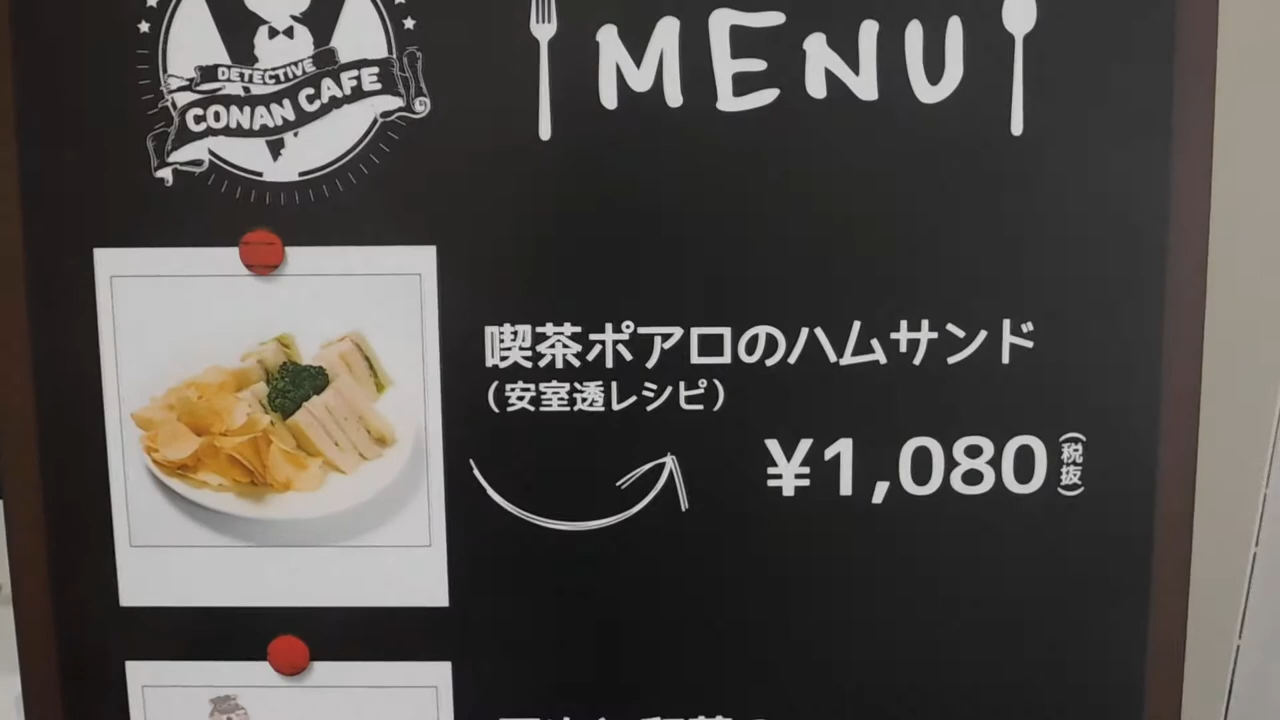 DETECTIVE
CONAN CAFE
MENU
喫茶ポアロのハムサンド
(安室透レシピ)
¥1,080(税抜)